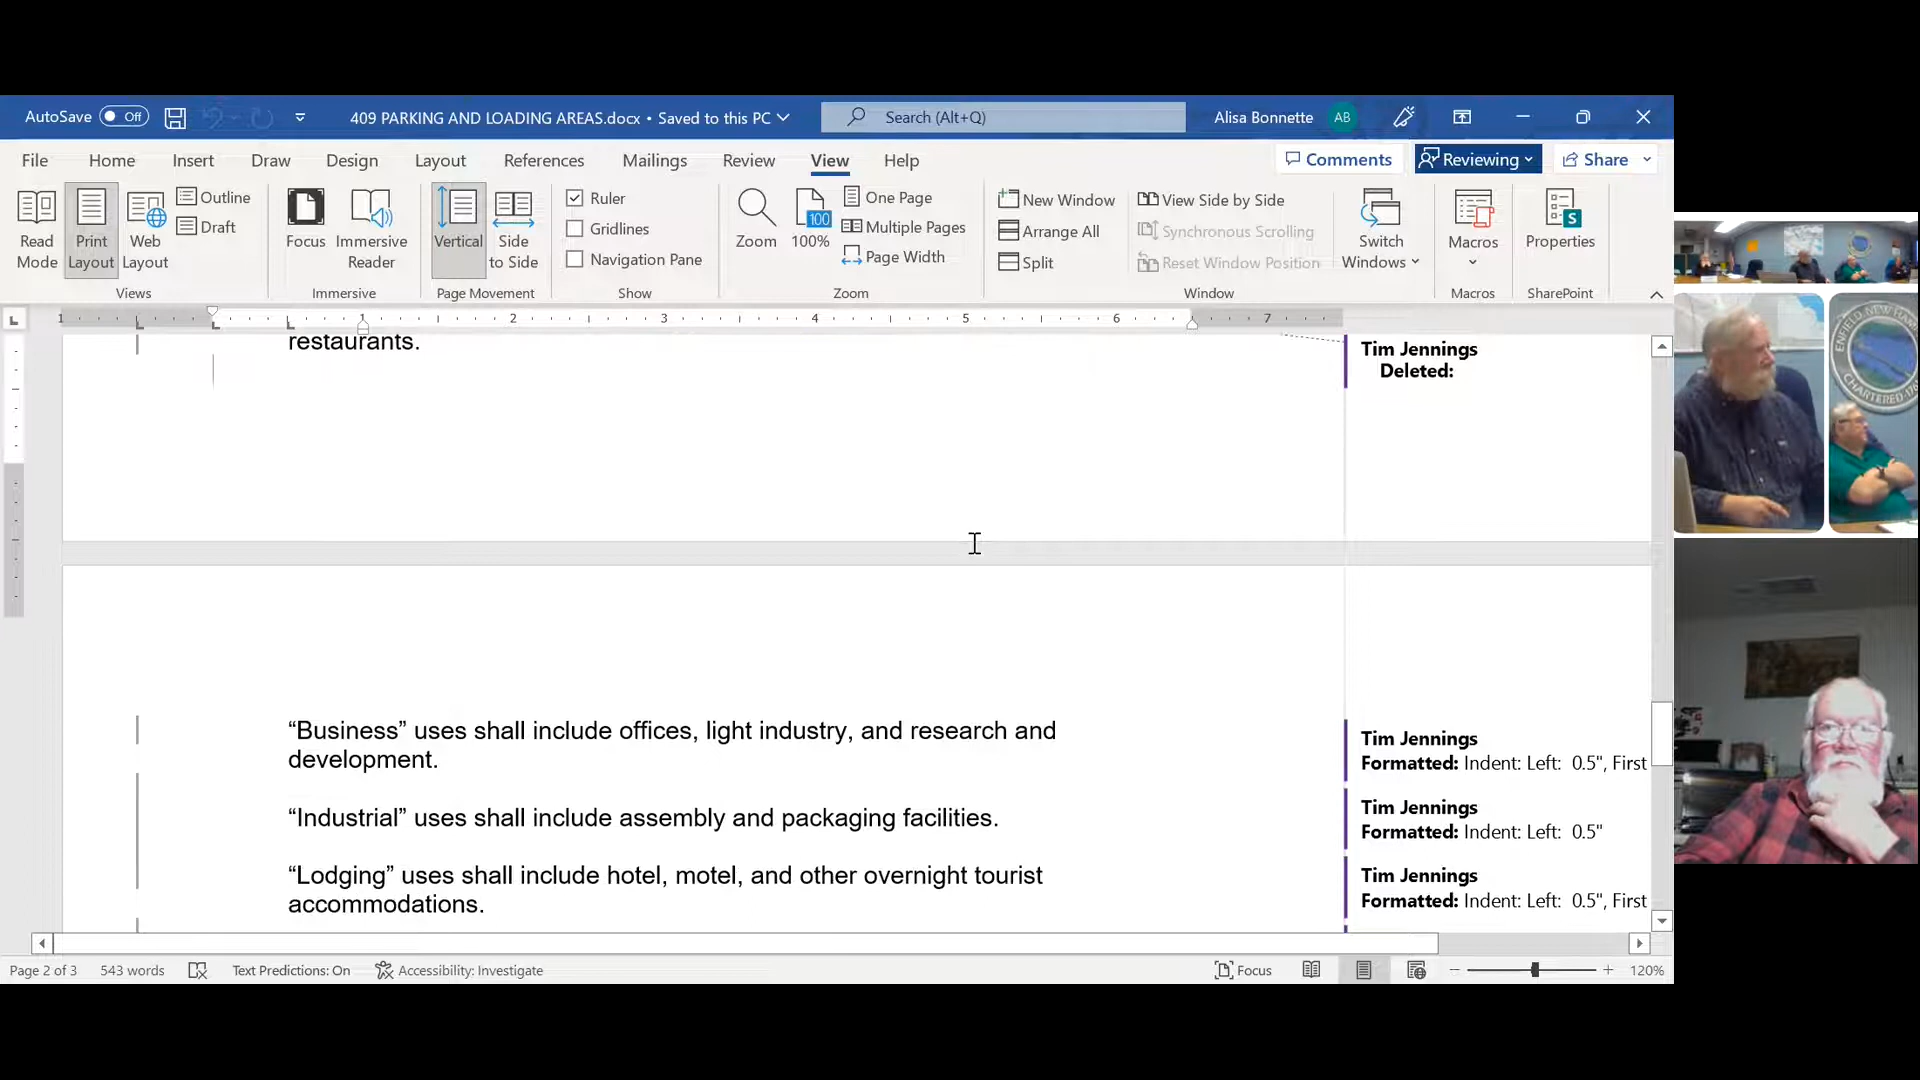 AutoSave Off 409 PARKING AND LOADING AREAS.docx • Saved to this PC Search (Alt+Q) Alisa Bonnette AB
File Home Insert Draw Design Layout References Mailings Review View Help Comments Reviewing Share
Read Mode
Print Layout
Web Layout
Outline
Draft
Views
Focus
Immersive Reader
Immersive
Vertical
Side to Side
Page Movement
Ruler
Gridlines
Navigation Pane
Show
Zoom
100
100%
One Page
Multiple Pages
Page Width
Zoom
New Window
Arrange All
Split
View Side by Side
Synchronous Scrolling
Reset Window Position
Switch Windows
Window
Macros
Macros
S
Properties
SharePoint
1 1 2 3 4 5 6 7
restaurants.
Tim Jennings
Deleted:
“Business” uses shall include offices, light industry, and research and
development.
“Industrial” uses shall include assembly and packaging facilities.
“Lodging” uses shall include hotel, motel, and other overnight tourist
accommodations.
Tim Jennings
Formatted: Indent: Left: 0.5", First
Tim Jennings
Formatted: Indent: Left: 0.5"
Tim Jennings
Formatted: Indent: Left: 0.5", First
Page 2 of 3 543 words Text Predictions: On Accessibility: Investigate Focus 120%
ENFIELD, NEW HAMP
CHARTERED